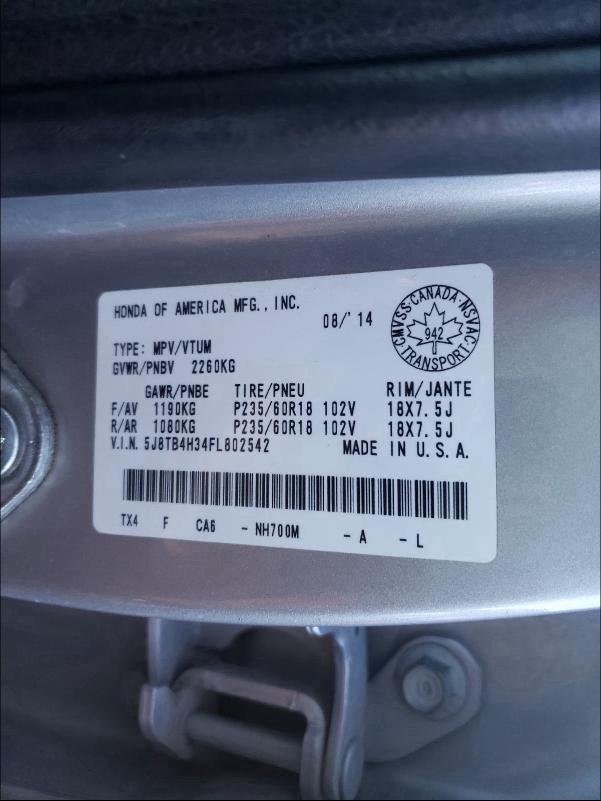 HONDA OF AMERICA MFG., INC.
08/'14
TYPE: MPV/VTUM
GVWR/PNBV 2260KG
GAWR/PNBE TIRE/PNEU RIM/JANTE
F/AV 1190KG P235/60R18 102V 18X7.5J
R/AR 1080KG P235/60R18 102V 18X7.5J
V.I.N. 5J8TB4H34FL802542 MADE IN U.S.A.
TX4 F CA6 - NH700M - A - L
CMVSS·CANADA·NSVAC
942
TRANSPORT